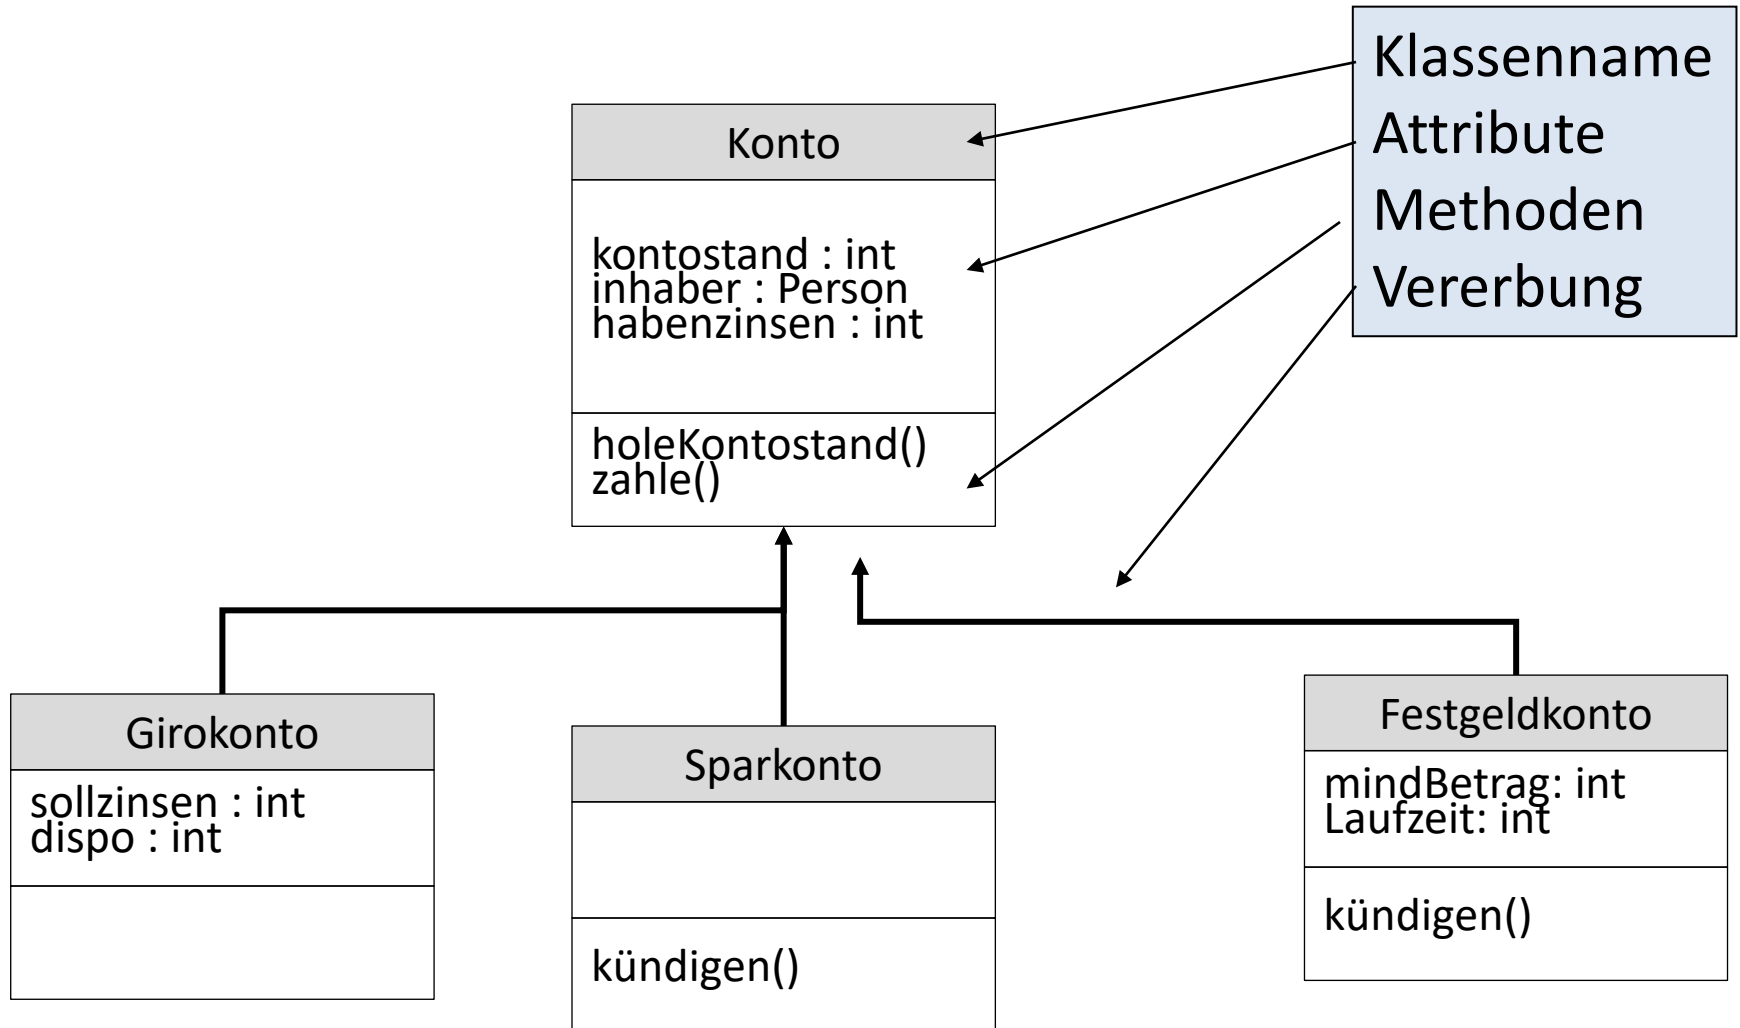 Klassenname
Attribute
Methoden
Vererbung
Konto
kontostand : int
inhaber : Person
habenzinsen : int
holeKontostand()
zahle()
Girokonto
sollzinsen : int
dispo : int
Sparkonto
kündigen()
Festgeldkonto
mindBetrag: int
Laufzeit: int
kündigen()